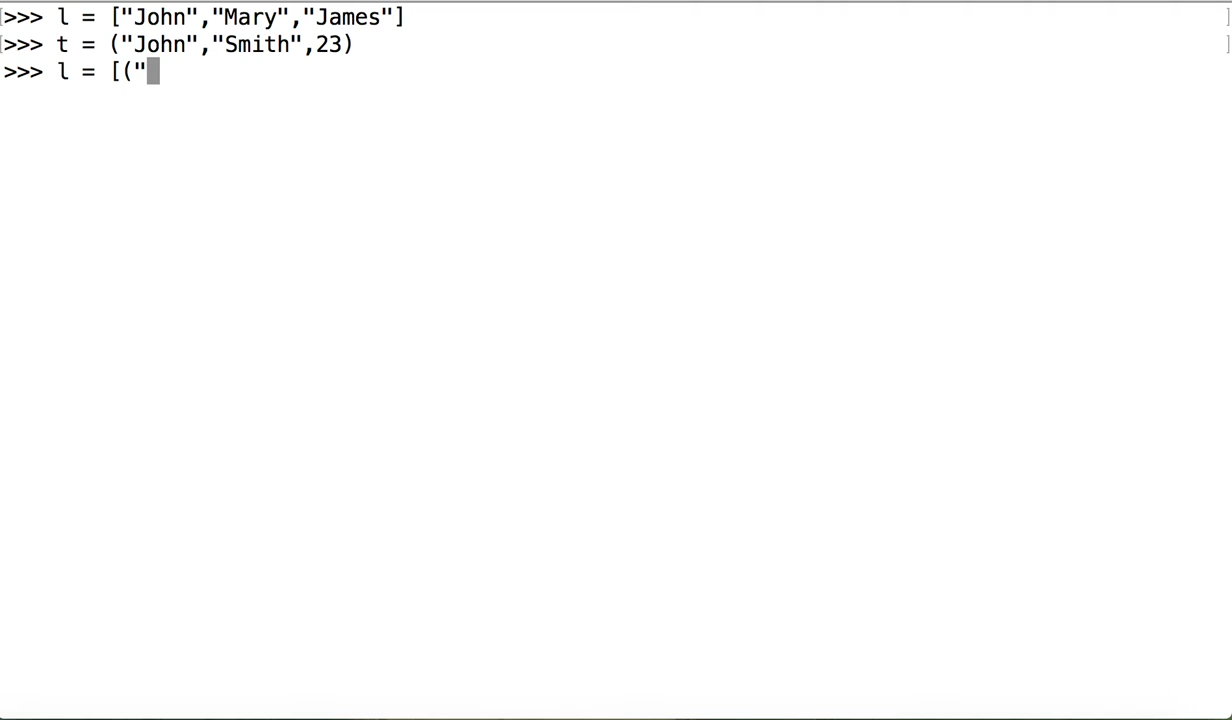 >>> l = ["John","Mary","James"]
>>> t = ("John","Smith",23)
>>> l = [("